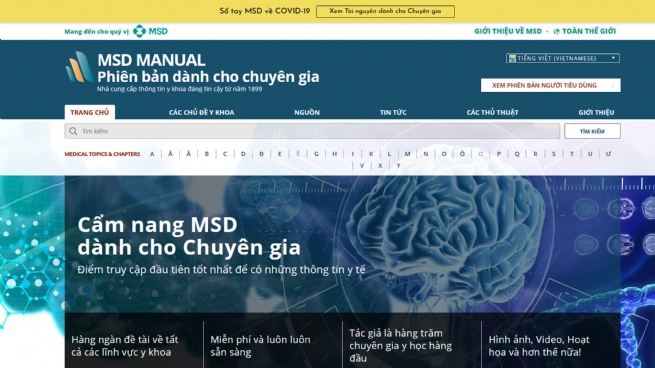 Sổ tay MSD về COVID-19 Xem Tài nguyên dành cho Chuyên gia
Mang đến cho quý vị MSD GIỚI THIỆU VỀ MSD • TOÀN THẾ GIỚI
MSD MANUAL
Phiên bản dành cho chuyên gia
Nhà cung cấp thông tin y khoa đáng tin cậy từ năm 1899
TIẾNG VIỆT (VIETNAMESE)
XEM PHIÊN BẢN NGƯỜI TIÊU DÙNG
TRANG CHỦ CÁC CHỦ ĐỀ Y KHOA NGUỒN TIN TỨC CÁC THỦ THUẬT GIỚI THIỆU
Tìm kiếm TÌM KIẾM
MEDICAL TOPICS & CHAPTERS A Ă Â B C D Đ E Ê G H I K L M N O Ô Ơ P Q R S T U Ư
V X Y
Cẩm nang MSD
dành cho Chuyên gia
Điểm truy cập đầu tiên tốt nhất để có những thông tin y tế
Hàng ngàn đề tài về tất
cả các lĩnh vực y khoa
Miễn phí và luôn luôn
sẵn sàng
Tác giả là hàng trăm
chuyên gia y học hàng
đầu
Hình ảnh, Video, Hoạt
họa và hơn thế nữa!